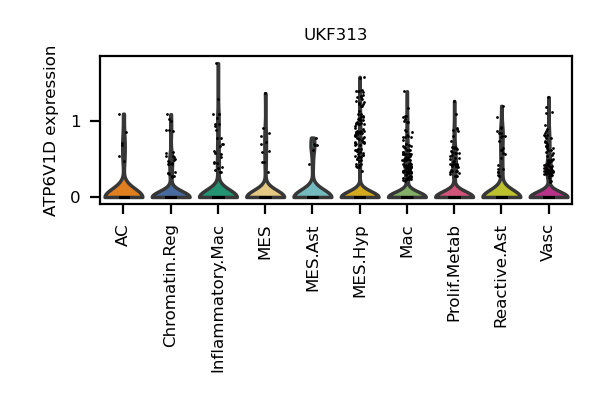 UKF313
ATP6V1D expression
1
0
AC
Chromatin.Reg
Inflammatory.Mac
MES
MES.Ast
MES.Hyp
Mac
Prolif.Metab
Reactive.Ast
Vasc